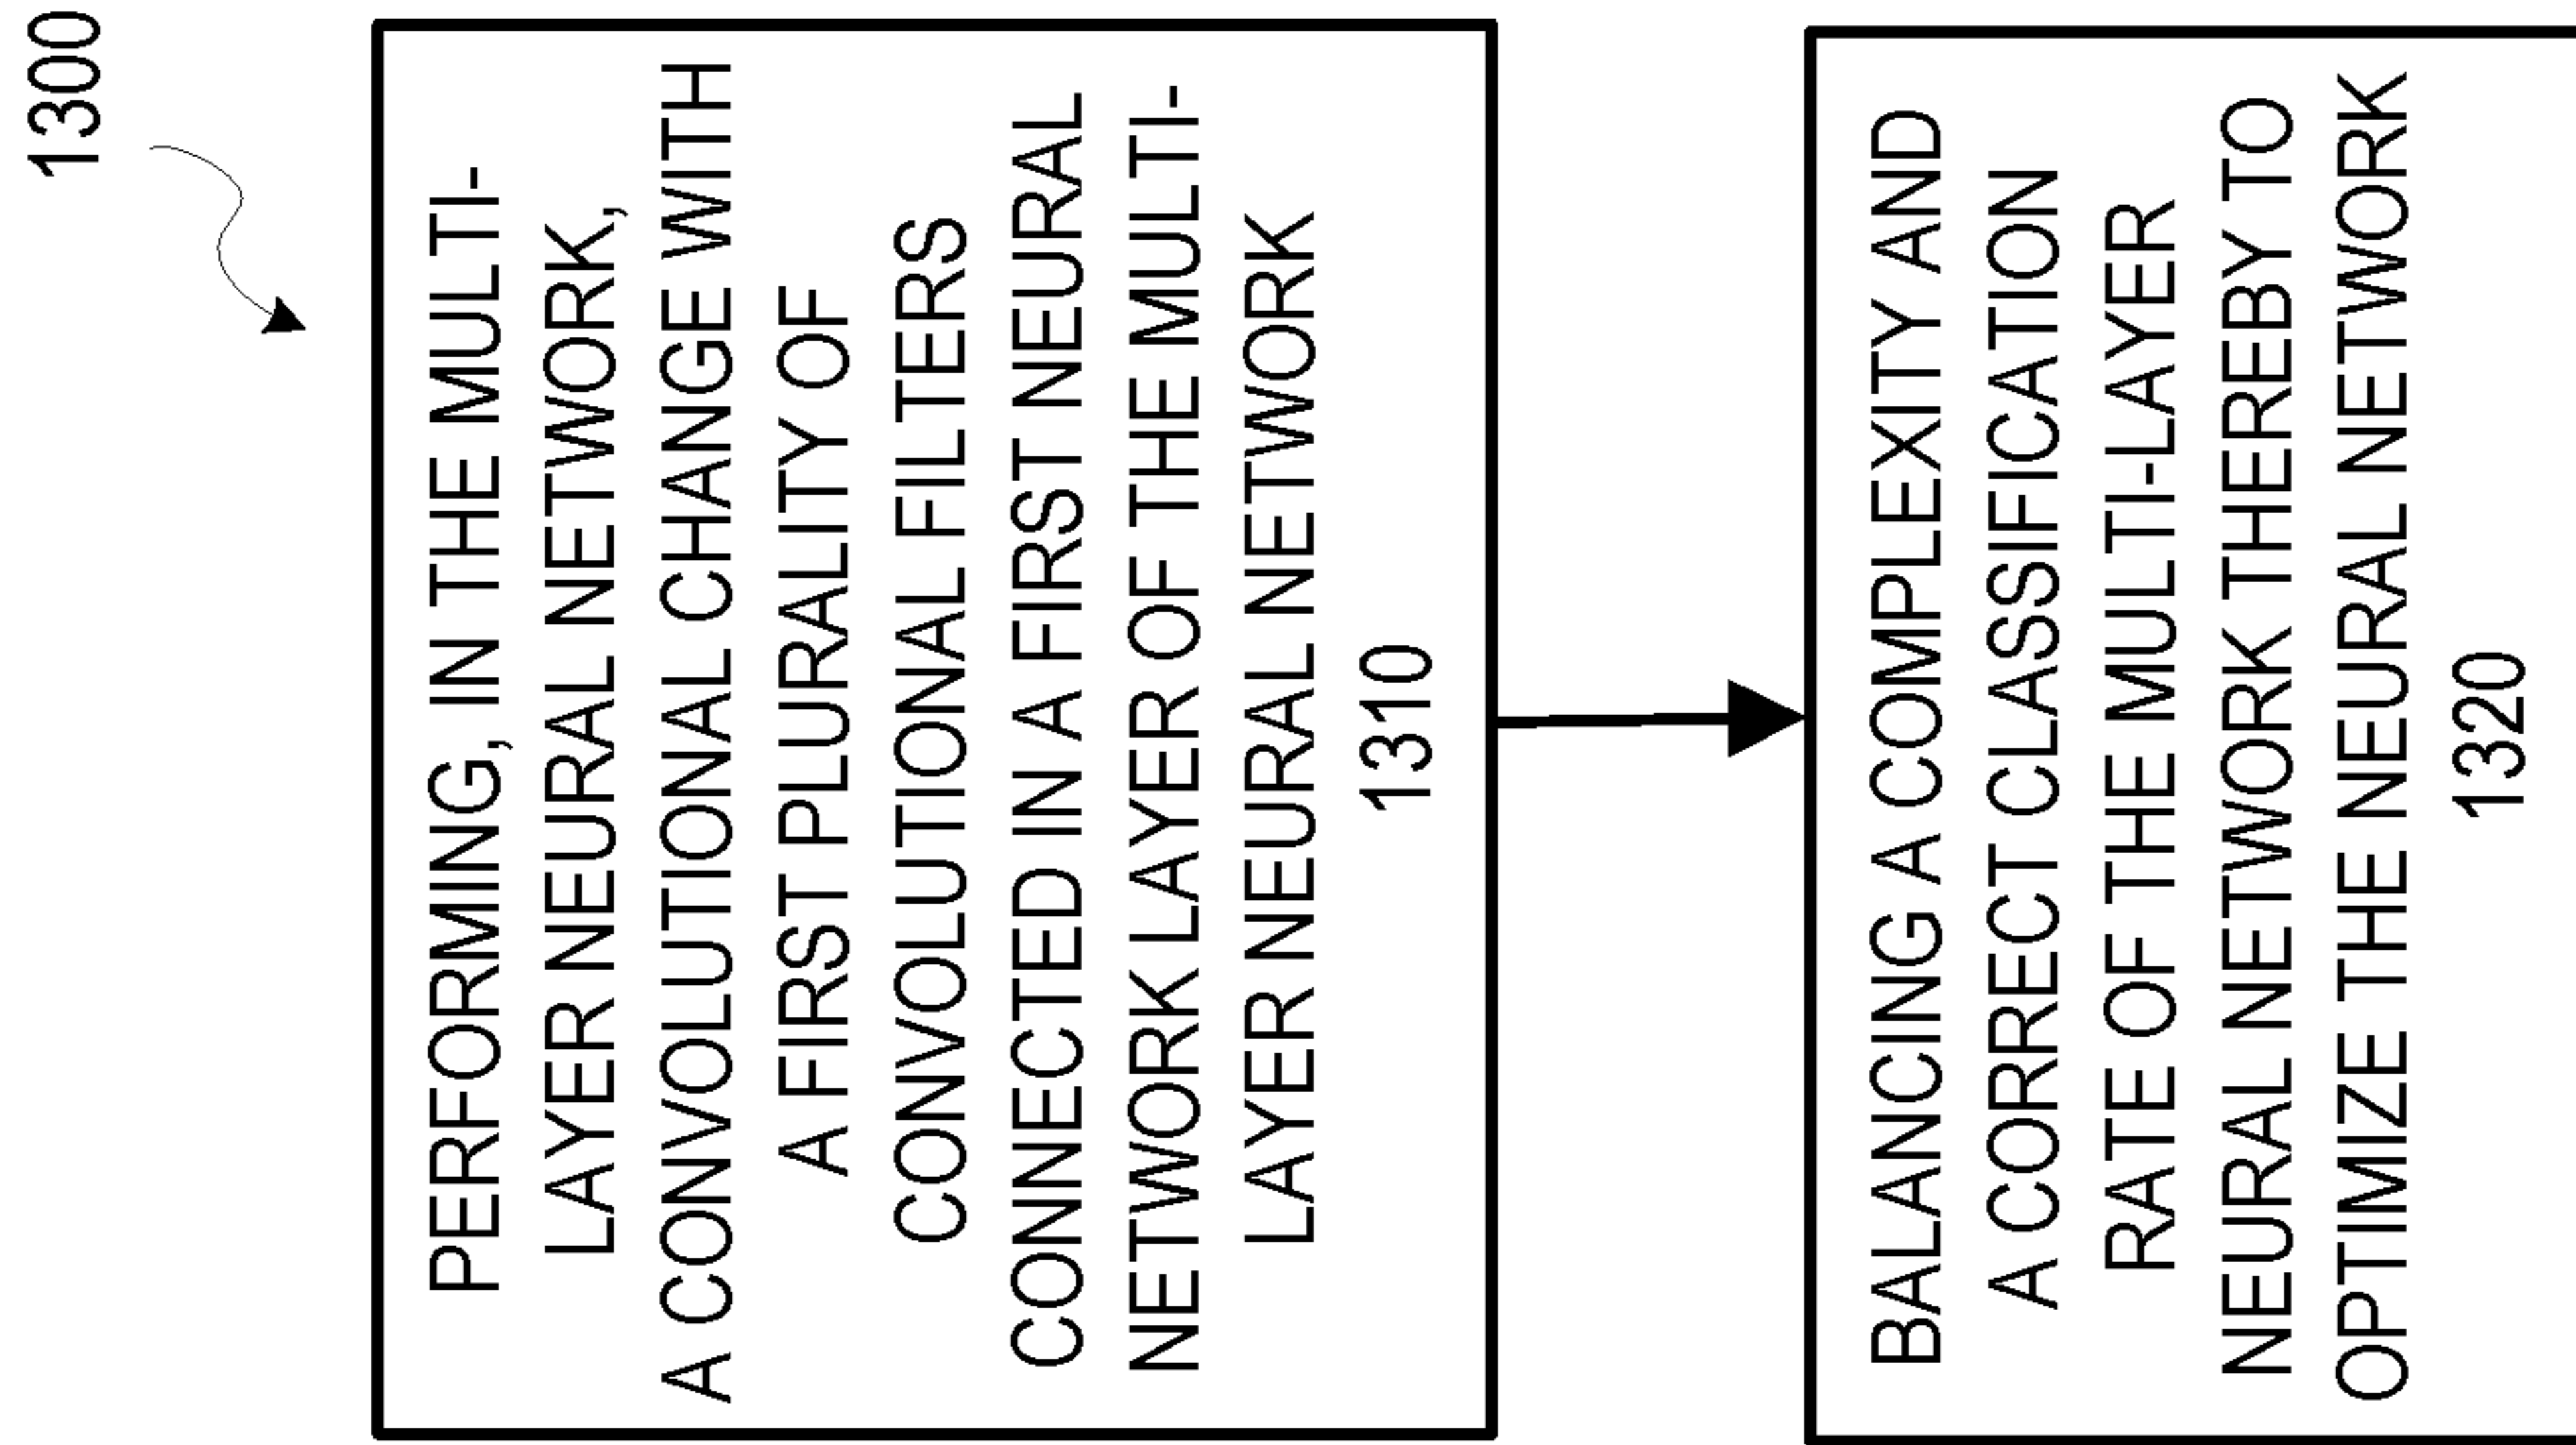 1300
PERFORMING, IN THE MULTI-
LAYER NEURAL NETWORK,
A CONVOLUTIONAL CHANGE WITH
A FIRST PLURALITY OF
CONVOLUTIONAL FILTERS
CONNECTED IN A FIRST NEURAL
NETWORK LAYER OF THE MULTI-
LAYER NEURAL NETWORK
1310
BALANCING A COMPLEXITY AND
A CORRECT CLASSIFICATION
RATE OF THE MULTI-LAYER
NEURAL NETWORK THEREBY TO
OPTIMIZE THE NEURAL NETWORK
1320